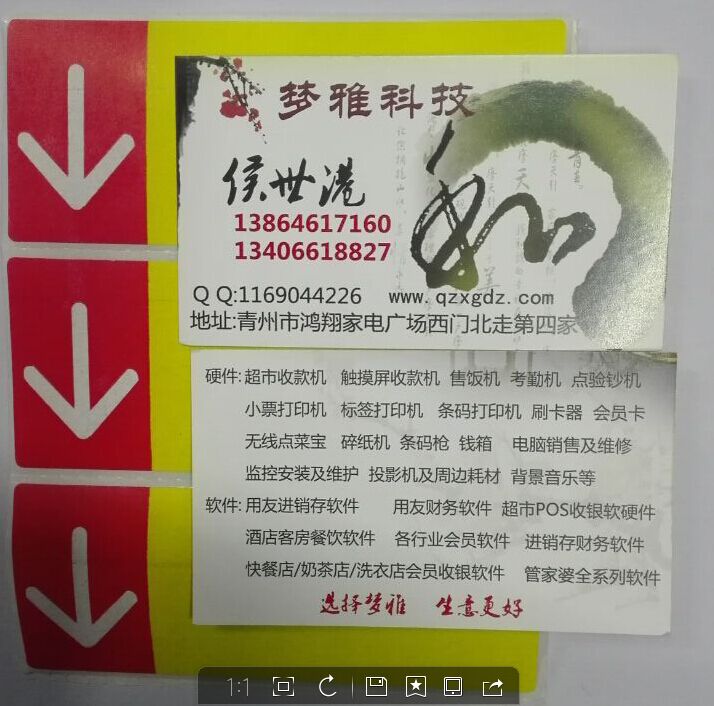 梦雅科技
侯世港
13864617160
13406618827
和
QQ:1169044226 www.qzxgdz.com
地址:青州市鸿翔家电广场西门北走第四家
硬件: 超市收款机 触摸屏收款机 售饭机 考勤机 点验钞机
小票打印机 标签打印机 条码打印机 刷卡器 会员卡
无线点菜宝 碎纸机 条码枪 钱箱 电脑销售及维修
监控安装及维护 投影机及周边耗材 背景音乐等
软件: 用友进销存软件 用友财务软件 超市POS收银软硬件
酒店客房餐饮软件 各行业会员软件 进销存财务软件
快餐店/奶茶店/洗衣店会员收银软件 管家婆全系列软件
选择梦雅 生意更好
1:1